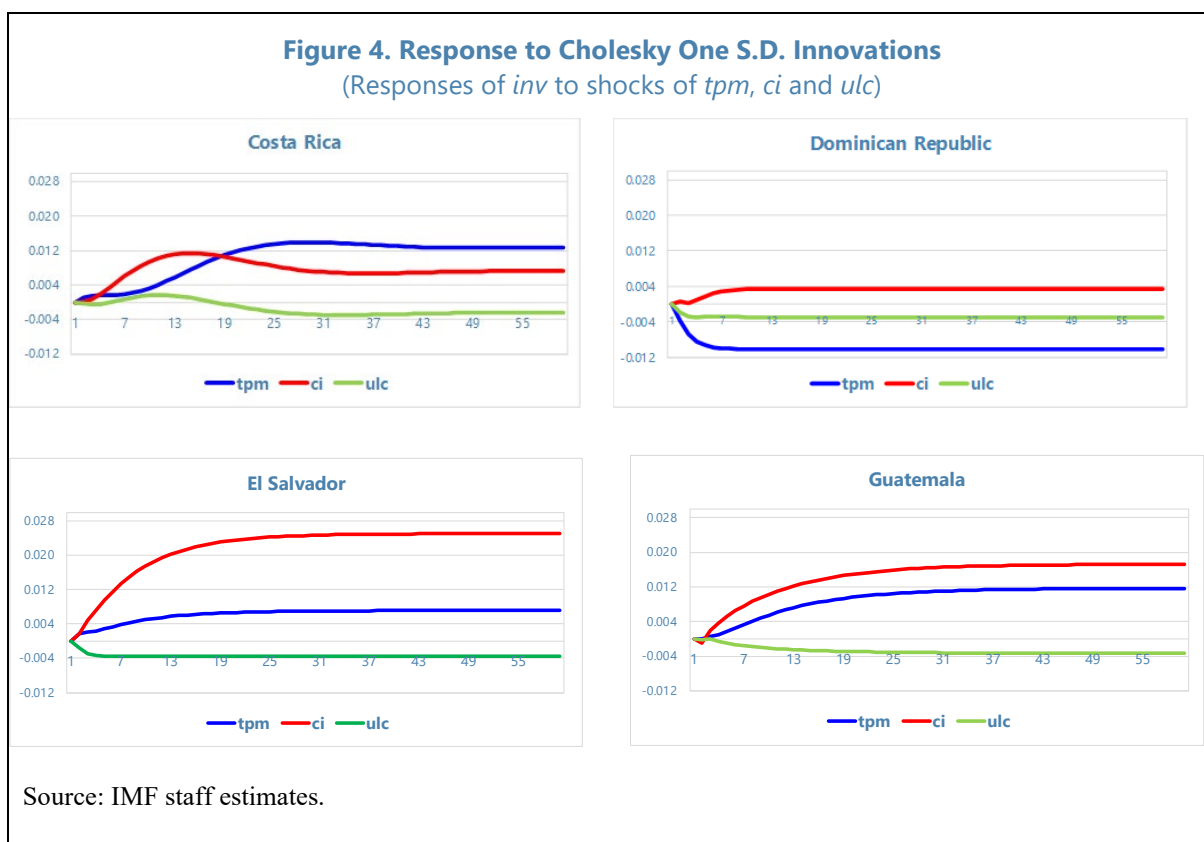 Figure 4. Response to Cholesky One S.D. Innovations
(Responses of inv to shocks of tpm, ci and ulc)
Costa Rica
0.028
0.020
0.012
0.004
-0.004
-0.012
1 7 13 19 25 31 37 43 49 55
tpm ci ulc
Dominican Republic
0.028
0.020
0.012
0.004
-0.004
-0.012
1 7 13 19 25 31 37 43 49 55
tpm ci ulc
El Salvador
0.028
0.020
0.012
0.004
-0.004
-0.012
1 7 13 19 25 31 37 43 49 55
tpm ci ulc
Guatemala
0.028
0.020
0.012
0.004
-0.004
-0.012
1 7 13 19 25 31 37 43 49 55
tpm ci ulc
Source: IMF staff estimates.